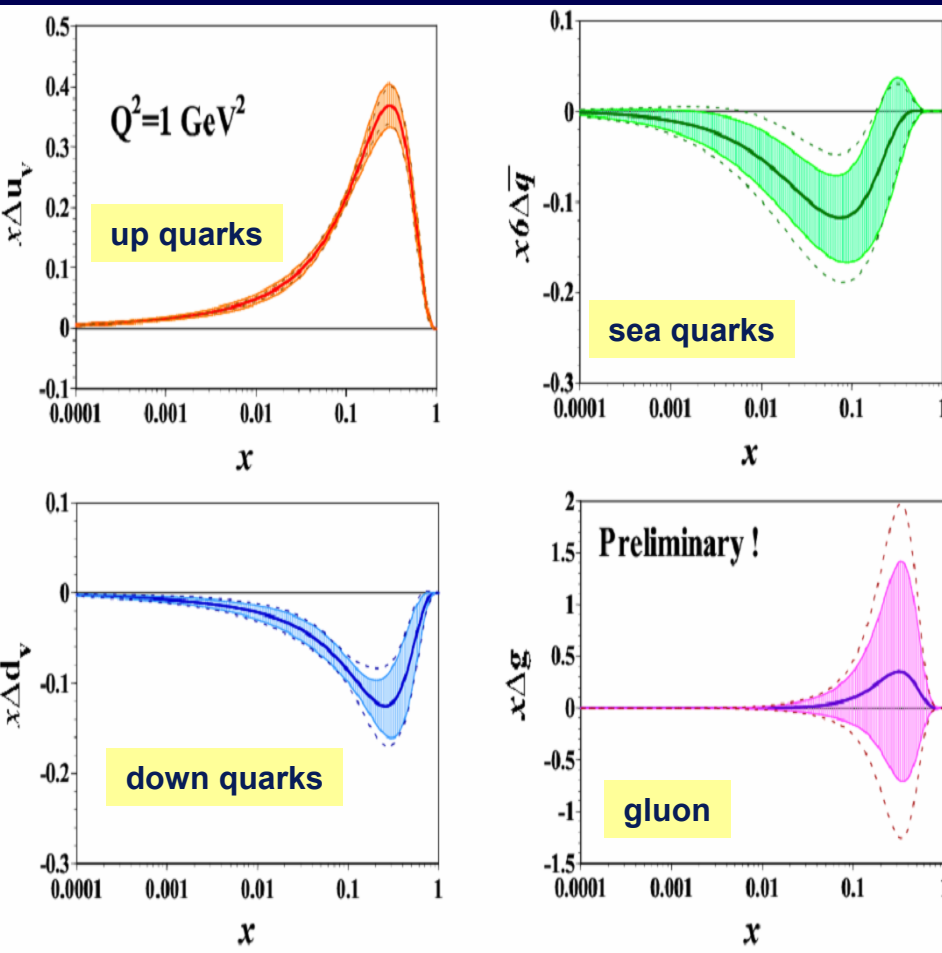 0.5
0.4
0.3
0.2
0.1
0
-0.1
xΔu_v
Q²=1 GeV²
up quarks
0.0001 0.001 0.01 0.1 1
x
0.1
0
-0.1
-0.2
-0.3
x6Δq̅
sea quarks
0.0001 0.001 0.01 0.1 1
x
0.1
0
-0.1
-0.2
-0.3
xΔd_v
down quarks
0.0001 0.001 0.01 0.1 1
x
2
1.5
1
0.5
0
-0.5
-1
-1.5
xΔg
Preliminary !
gluon
0.0001 0.001 0.01 0.1 1
x